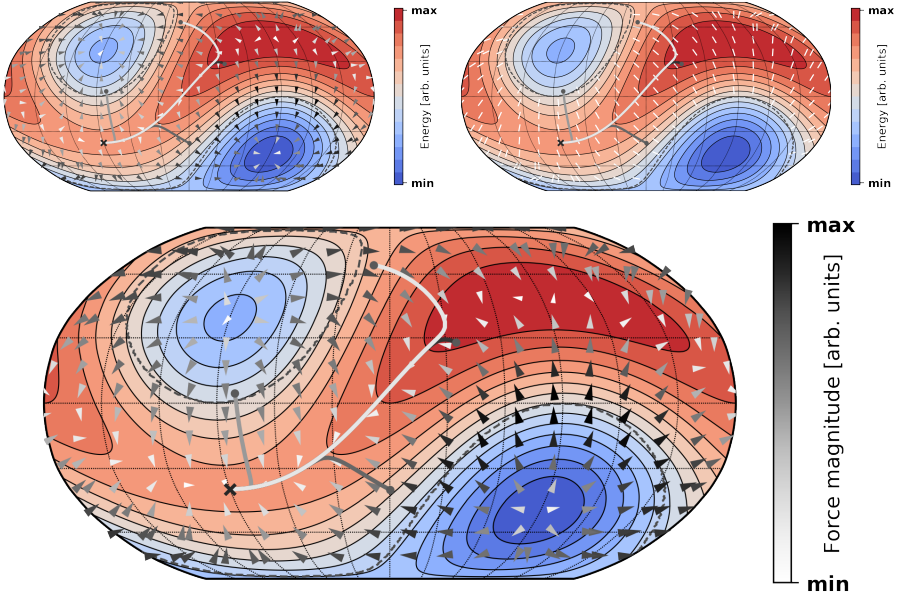 max
Energy [arb. units]
min
max
Energy [arb. units]
min
max
Force magnitude [arb. units]
min